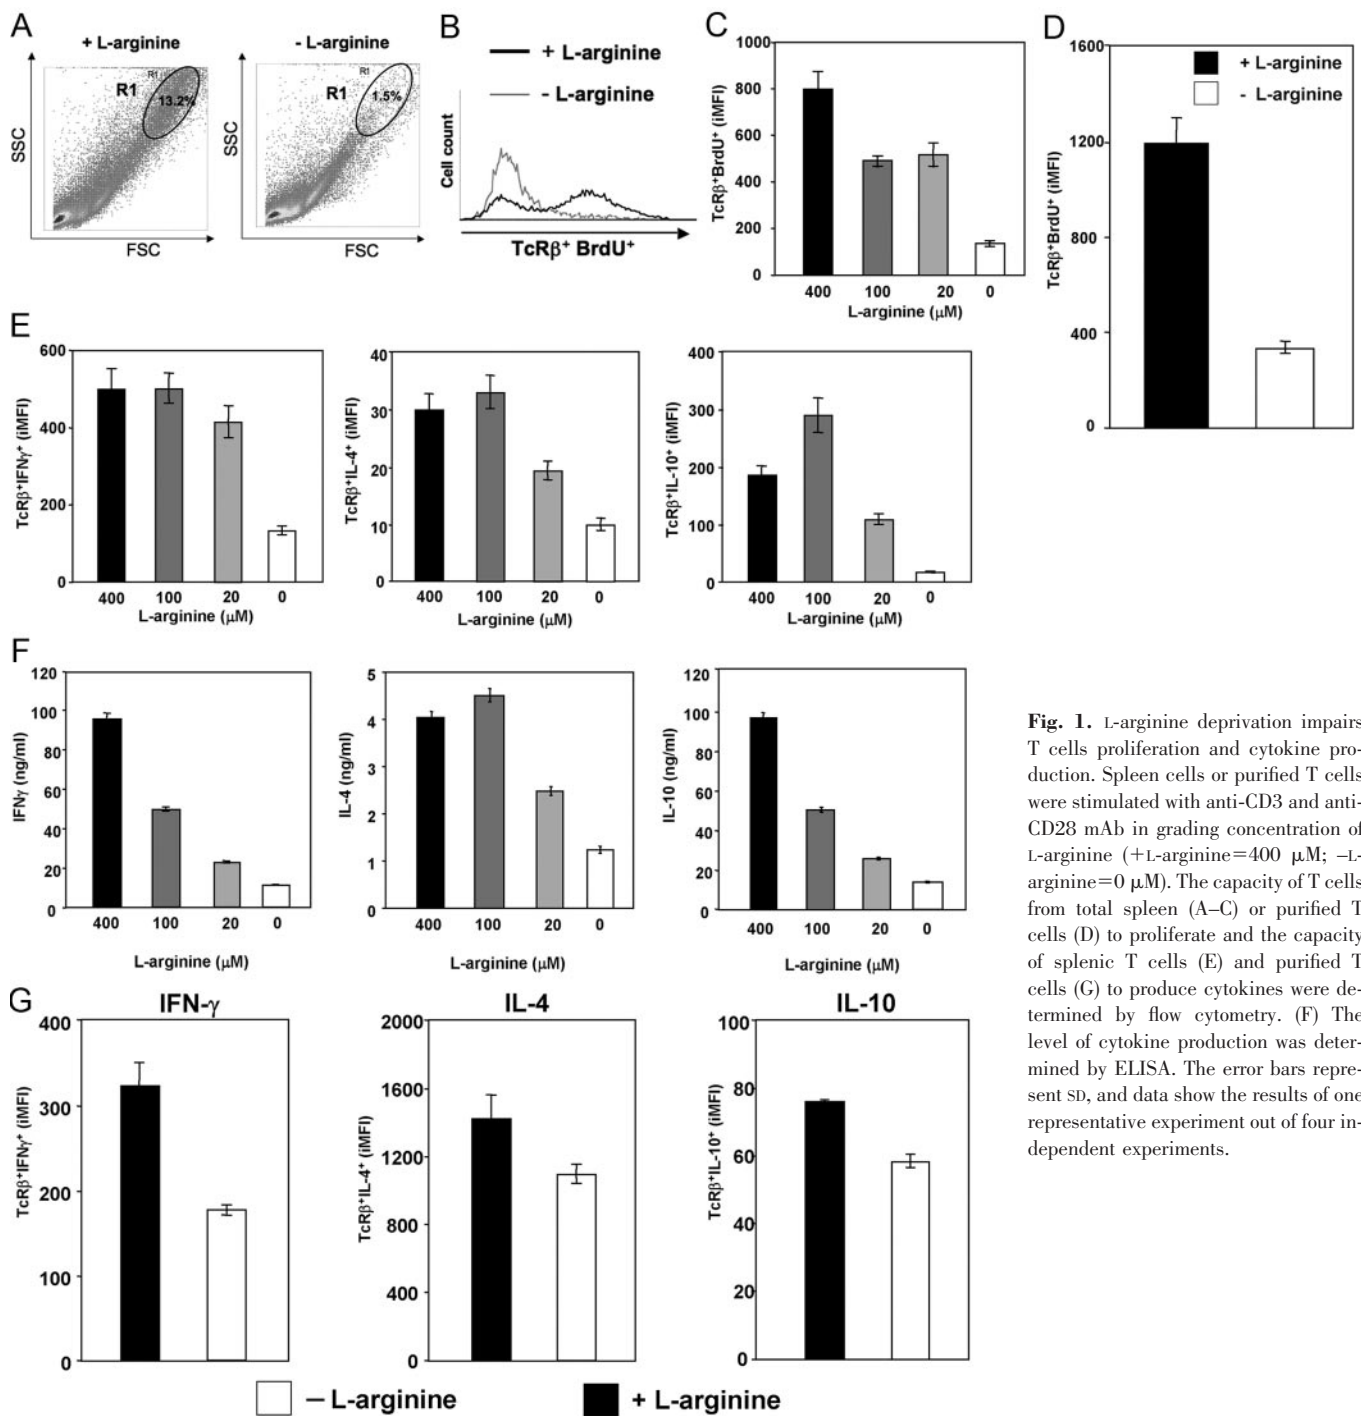 A
+ L-arginine
- L-arginine
R1
R1
13.2%
R1
R1
1.5%
SSC
SSC
FSC
FSC
B
+ L-arginine
- L-arginine
Cell count
TcRβ⁺ BrdU⁺
C
TcRβ⁺BrdU⁺ (iMFI)
1000
800
600
400
200
0
400 100 20 0
L-arginine (μM)
D
TcRβ⁺BrdU⁺ (iMFI)
1600
1200
800
400
0
+ L-arginine
- L-arginine
E
TcRβ⁺IFNγ⁺ (iMFI)
600
400
200
0
400 100 20 0
L-arginine (μM)
TcRβ⁺IL-4⁺ (iMFI)
40
30
20
10
0
400 100 20 0
L-arginine (μM)
TcRβ⁺IL-10⁺ (iMFI)
400
300
200
100
0
400 100 20 0
L-arginine (μM)
F
IFNγ (ng/ml)
120
100
80
60
40
20
0
400 100 20 0
L-arginine (μM)
IL-4 (ng/ml)
5
4
3
2
1
0
400 100 20 0
L-arginine (μM)
IL-10 (ng/ml)
120
100
80
60
40
20
0
400 100 20 0
L-arginine (μM)
G
IFN-γ
TcRβ⁺IFNγ⁺ (iMFI)
400
300
200
100
0
IL-4
TcRβ⁺IL-4⁺ (iMFI)
2000
1600
1200
800
400
0
IL-10
TcRβ⁺IL-10⁺ (iMFI)
100
80
60
40
20
0
– L-arginine
+ L-arginine
Fig. 1. L-arginine deprivation impairs
T cells proliferation and cytokine pro-
duction. Spleen cells or purified T cells
were stimulated with anti-CD3 and anti-
CD28 mAb in grading concentration of
L-arginine (+L-arginine=400 μM; –L-
arginine=0 μM). The capacity of T cells
from total spleen (A–C) or purified T
cells (D) to proliferate and the capacity
of splenic T cells (E) and purified T
cells (G) to produce cytokines were de-
termined by flow cytometry. (F) The
level of cytokine production was deter-
mined by ELISA. The error bars repre-
sent SD, and data show the results of one
representative experiment out of four in-
dependent experiments.